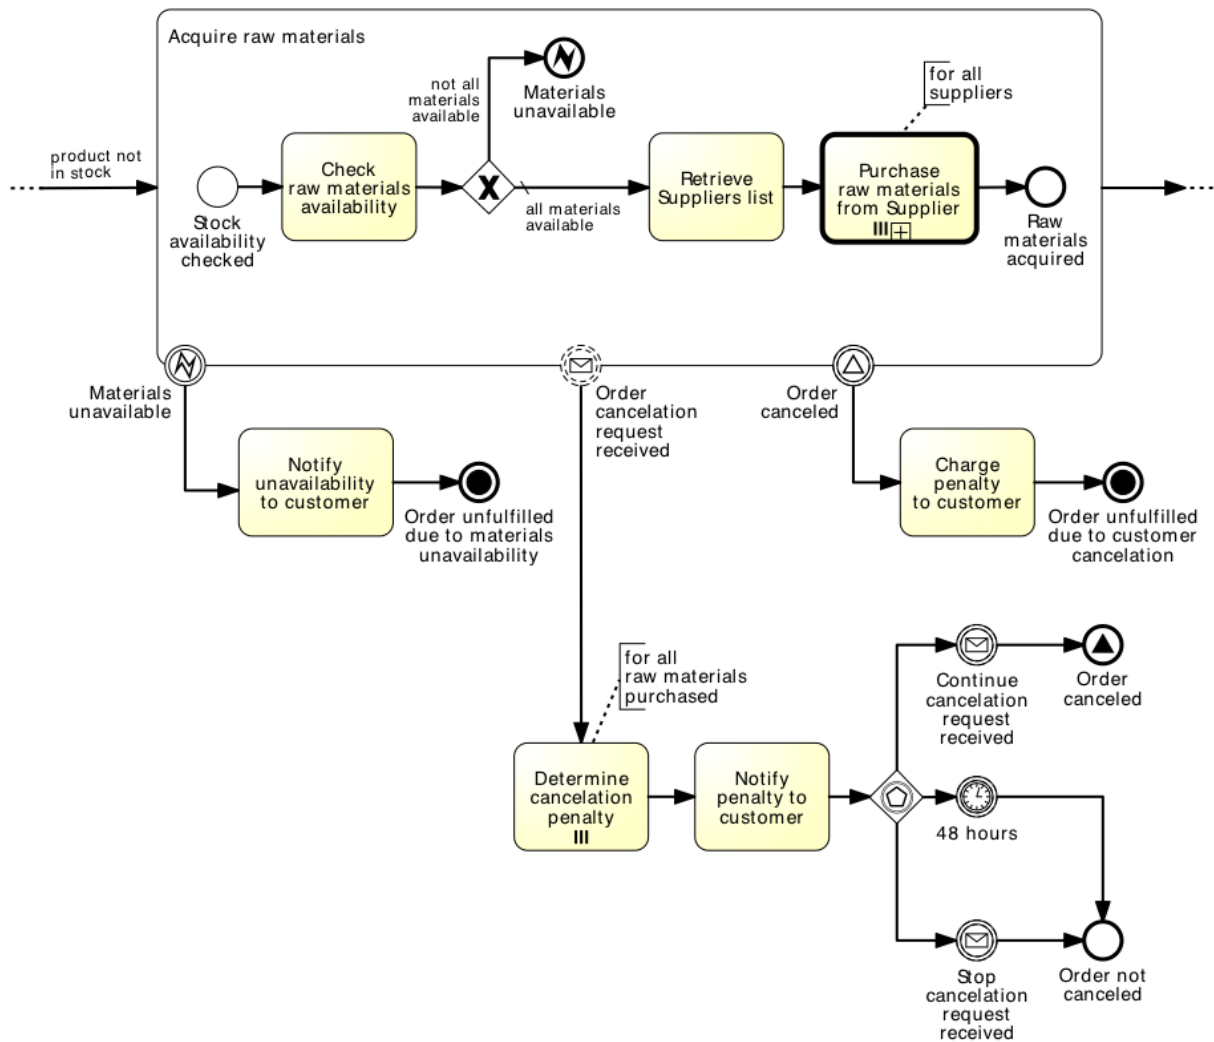 Acquire raw materials
not all
materials
available
Materials
unavailable
for all
suppliers
product not
in stock
Stock
availability
checked
Check
raw materials
availability
X
all materials
available
Retrieve
Suppliers list
Purchase
raw materials
from Supplier
Raw
materials
acquired
Materials
unavailable
Order
cancelation
request
received
Order
canceled
Notify
unavailability
to customer
Order unfulfilled
due to materials
unavailability
Charge
penalty
to customer
Order unfulfilled
due to customer
cancelation
for all
raw materials
purchased
Determine
cancelation
penalty
Notify
penalty to
customer
Continue
cancelation
request
received
Order
canceled
48 hours
Stop
cancelation
request
received
Order not
canceled